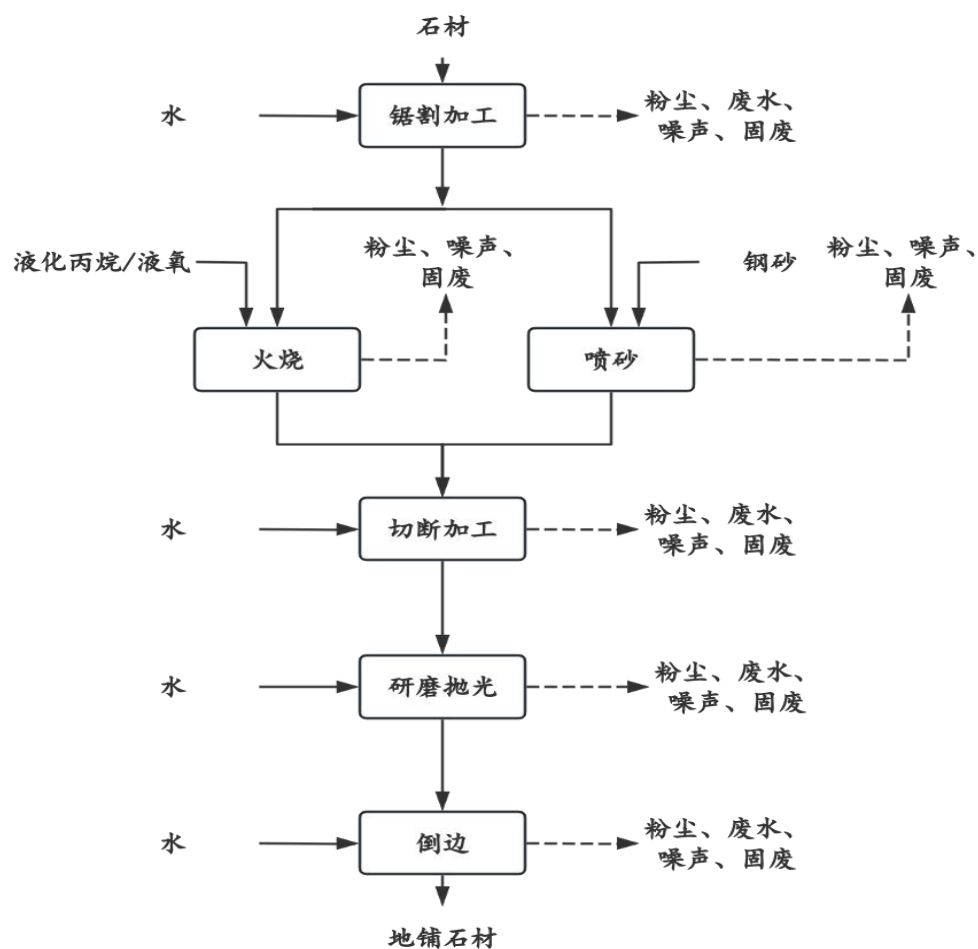 石材
水
锯割加工
粉尘、废水、
噪声、固废
液化丙烷/液氧
粉尘、噪声、
固废
钢砂
粉尘、噪声、
固废
火烧
喷砂
水
切断加工
粉尘、废水、
噪声、固废
水
研磨抛光
粉尘、废水、
噪声、固废
水
倒边
粉尘、废水、
噪声、固废
地铺石材